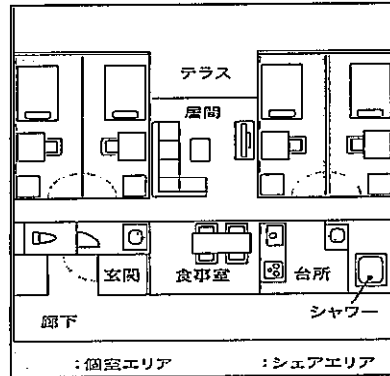 テラス
居間
玄関
食事室
台所
シャワー
廊下
:個室エリア :シェアエリア